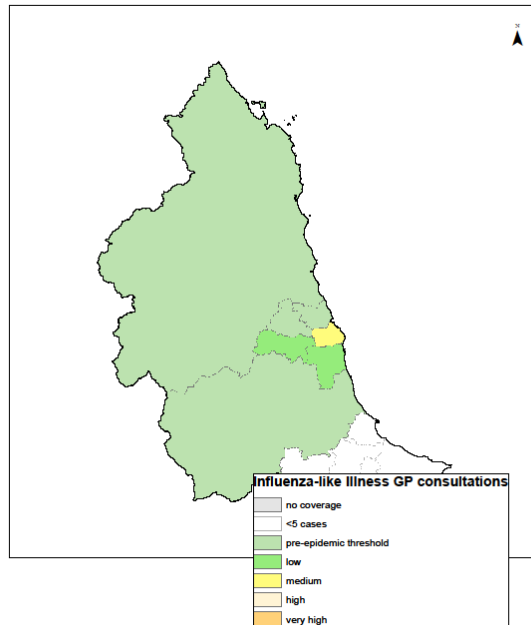 Influenza-like Illness GP consultations
no coverage
<5 cases
pre-epidemic threshold
low
medium
high
very high